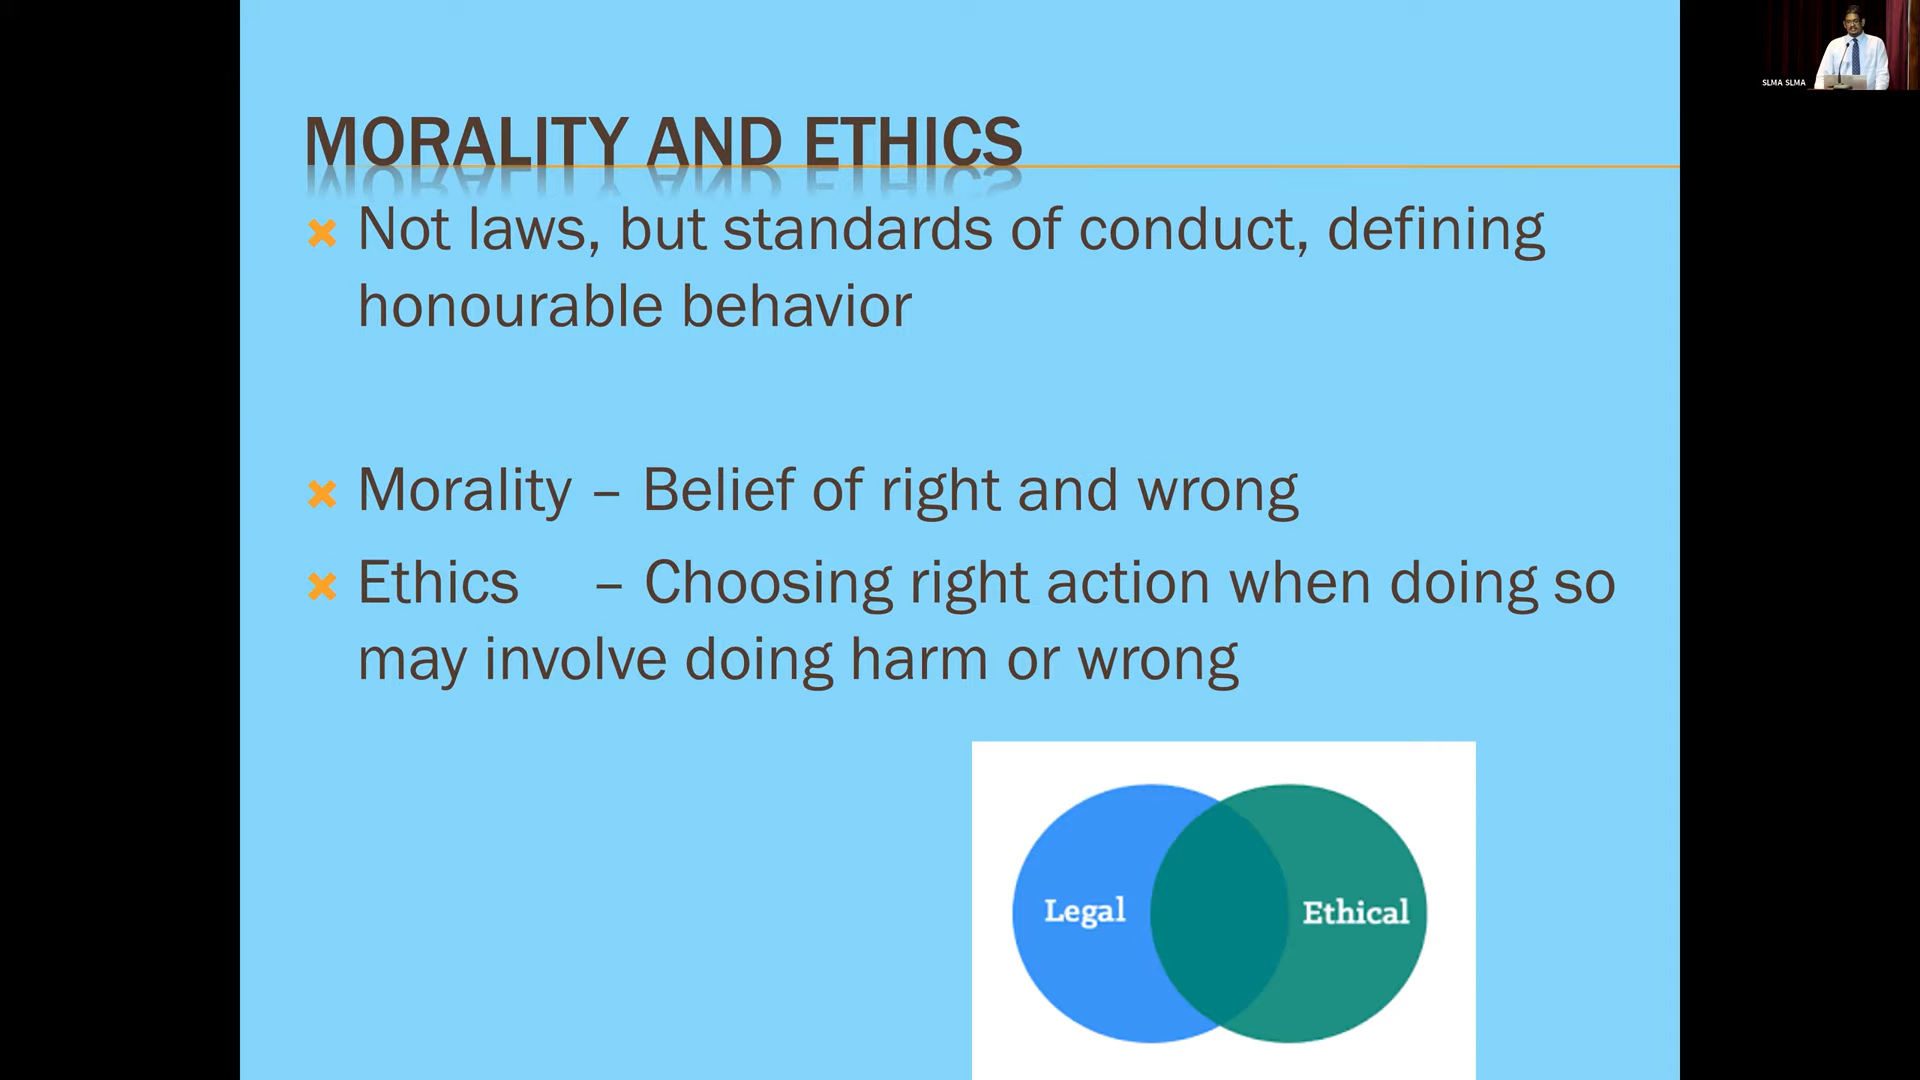 SLMA SLMA
MORALITY AND ETHICS
Not laws, but standards of conduct, defining
honourable behavior
Morality – Belief of right and wrong
Ethics – Choosing right action when doing so
may involve doing harm or wrong
Legal
Ethical